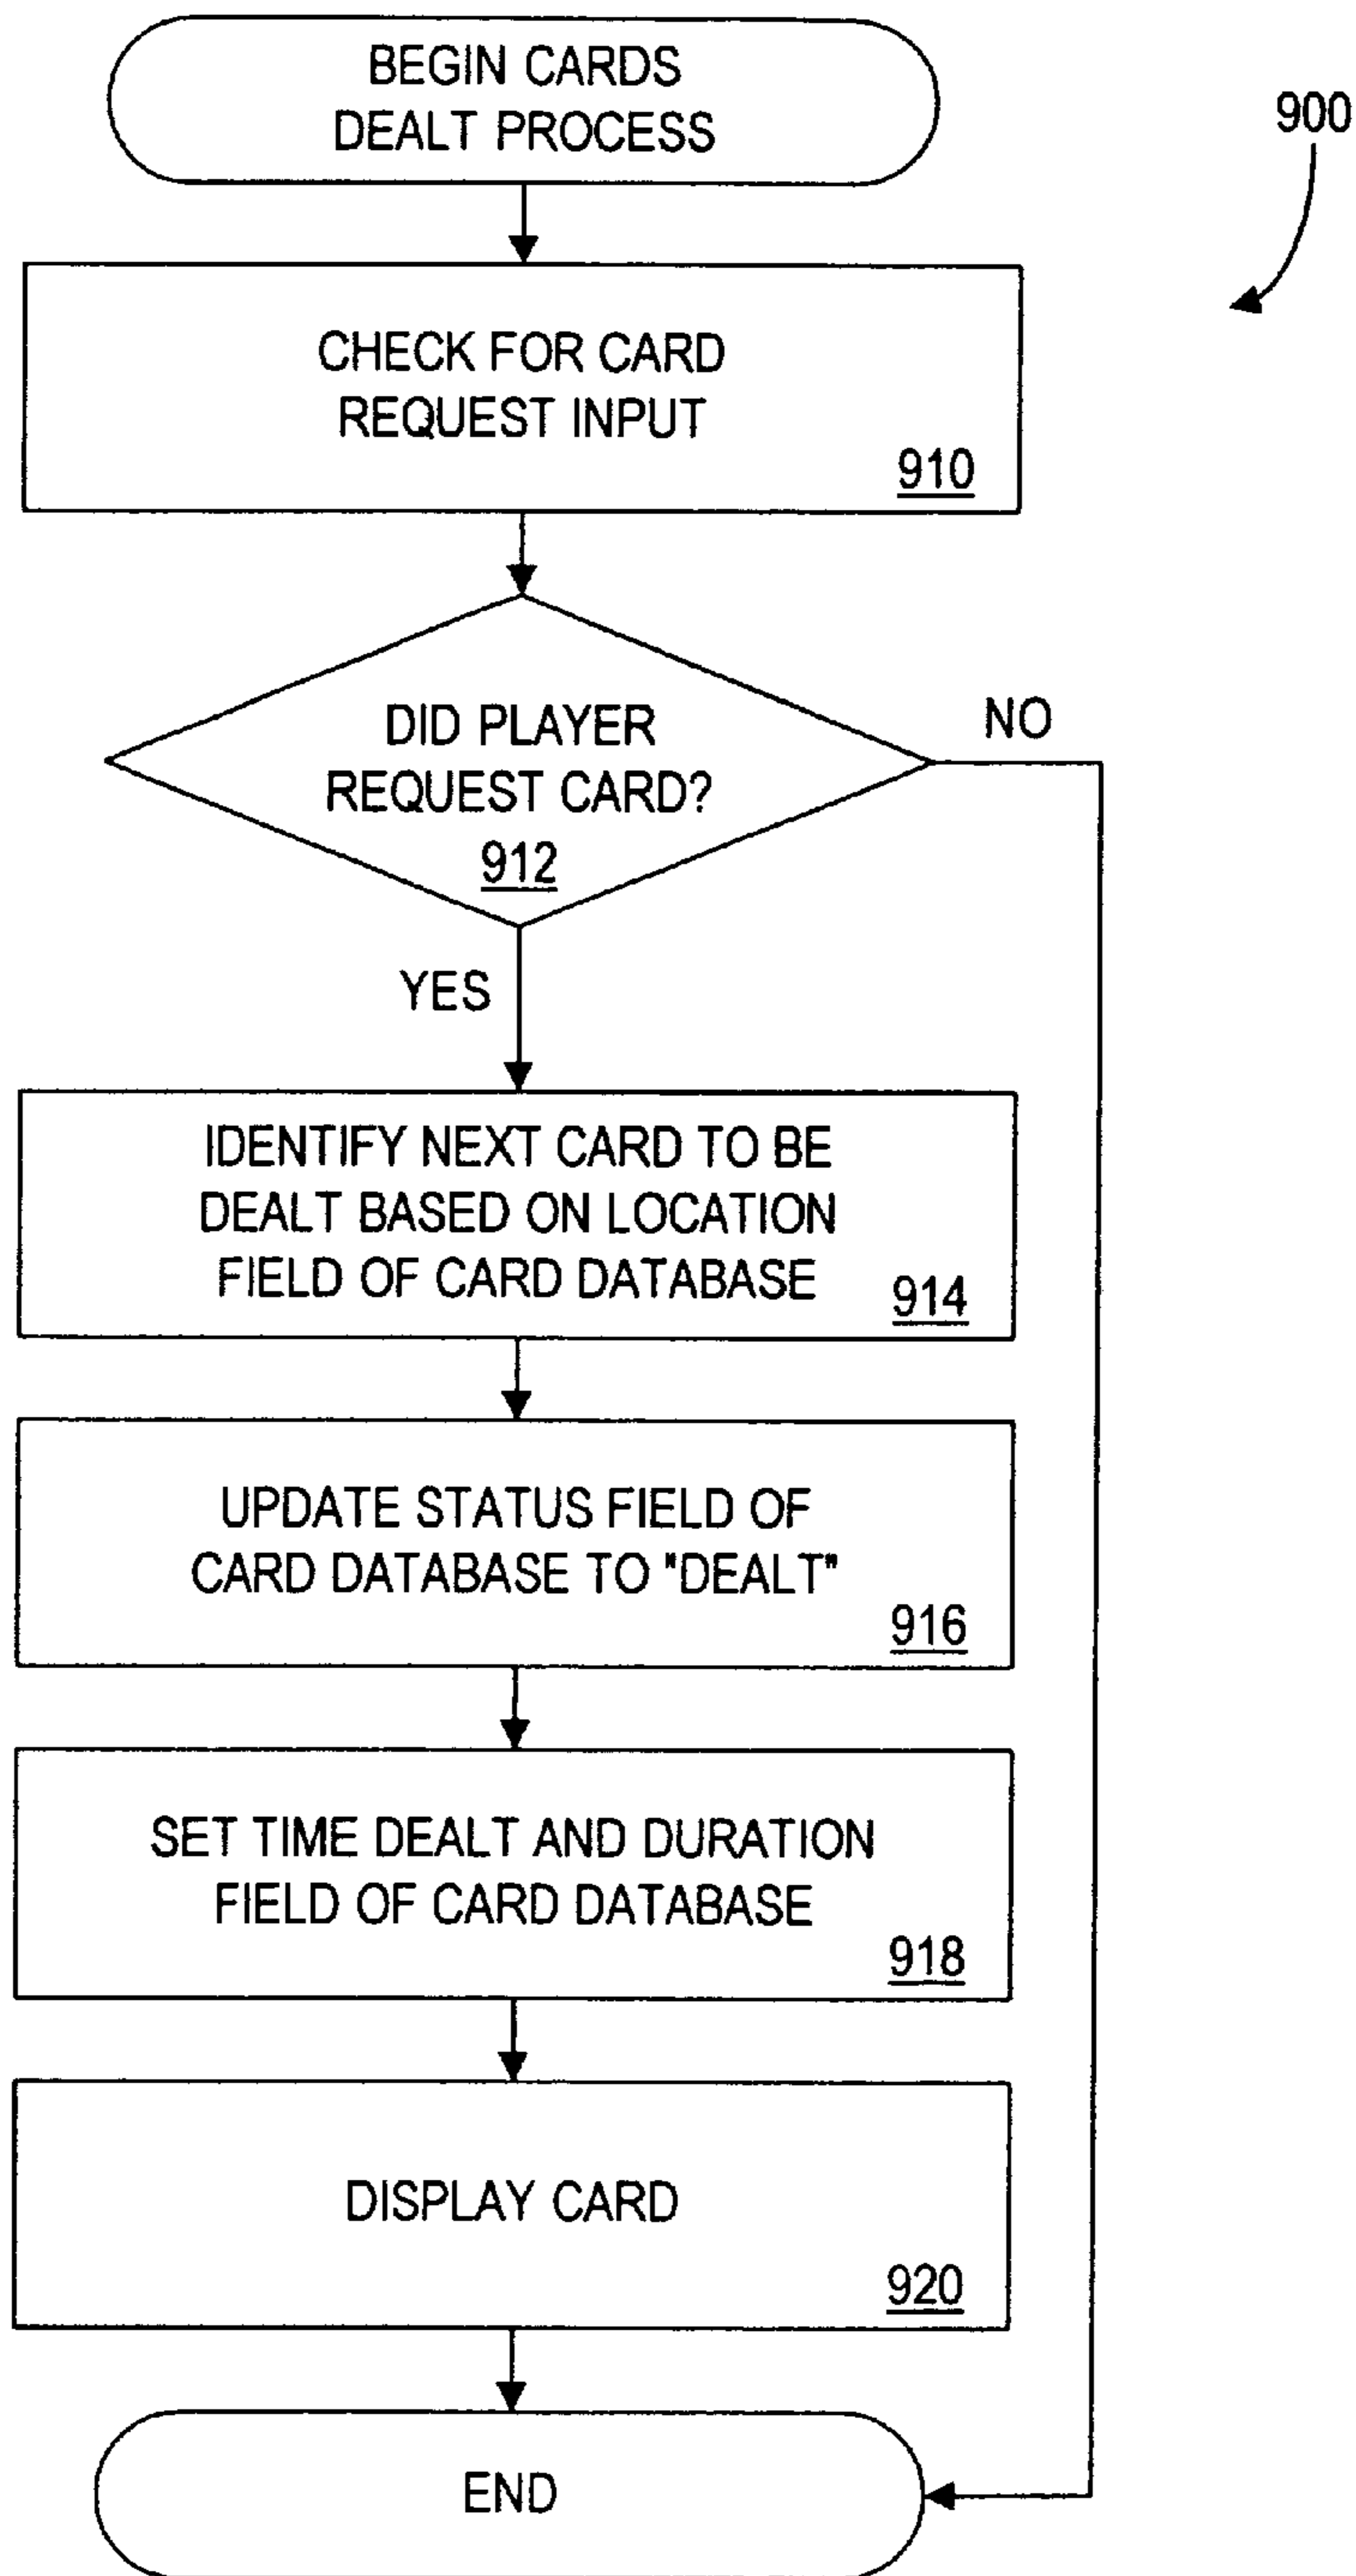 BEGIN CARDS
DEALT PROCESS
900
CHECK FOR CARD
REQUEST INPUT
910
DID PLAYER
REQUEST CARD?
912
NO
YES
IDENTIFY NEXT CARD TO BE
DEALT BASED ON LOCATION
FIELD OF CARD DATABASE
914
UPDATE STATUS FIELD OF
CARD DATABASE TO "DEALT"
916
SET TIME DEALT AND DURATION
FIELD OF CARD DATABASE
918
DISPLAY CARD
920
END